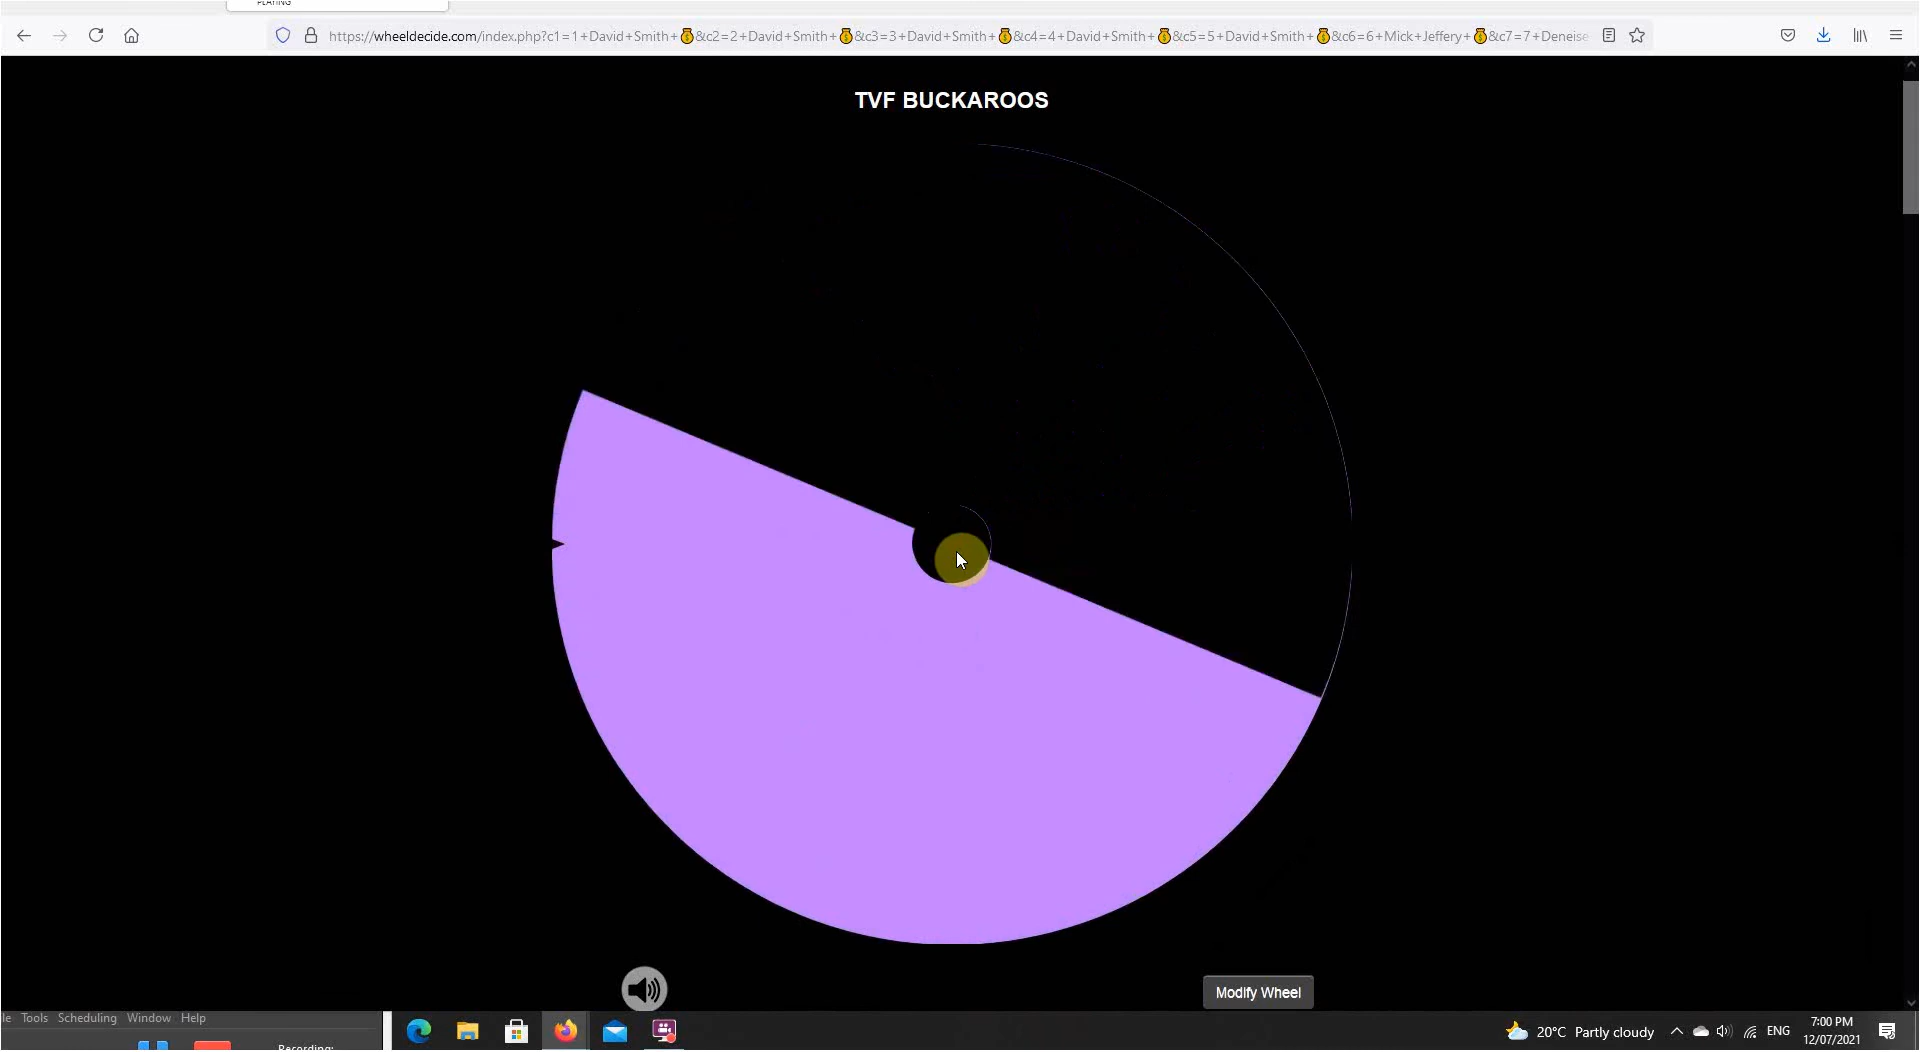 PLAYING
https://wheeldecide.com/index.php?c1=1+David+Smith+💰&c2=2+David+Smith+💰&c3=3+David+Smith+💰&c4=4+David+Smith+💰&c5=5+David+Smith+💰&c6=6+Mick+Jeffery+💰&c7=7+Deneise
TVF BUCKAROOS
Modify Wheel
le Tools Scheduling Window Help
Recording:
20°C Partly cloudy
ENG
7:00 PM
12/07/2021